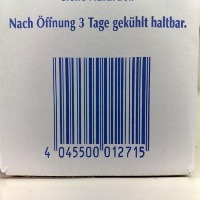 Nach Öffnung 3 Tage gekühlt haltbar.
4 045500 012715